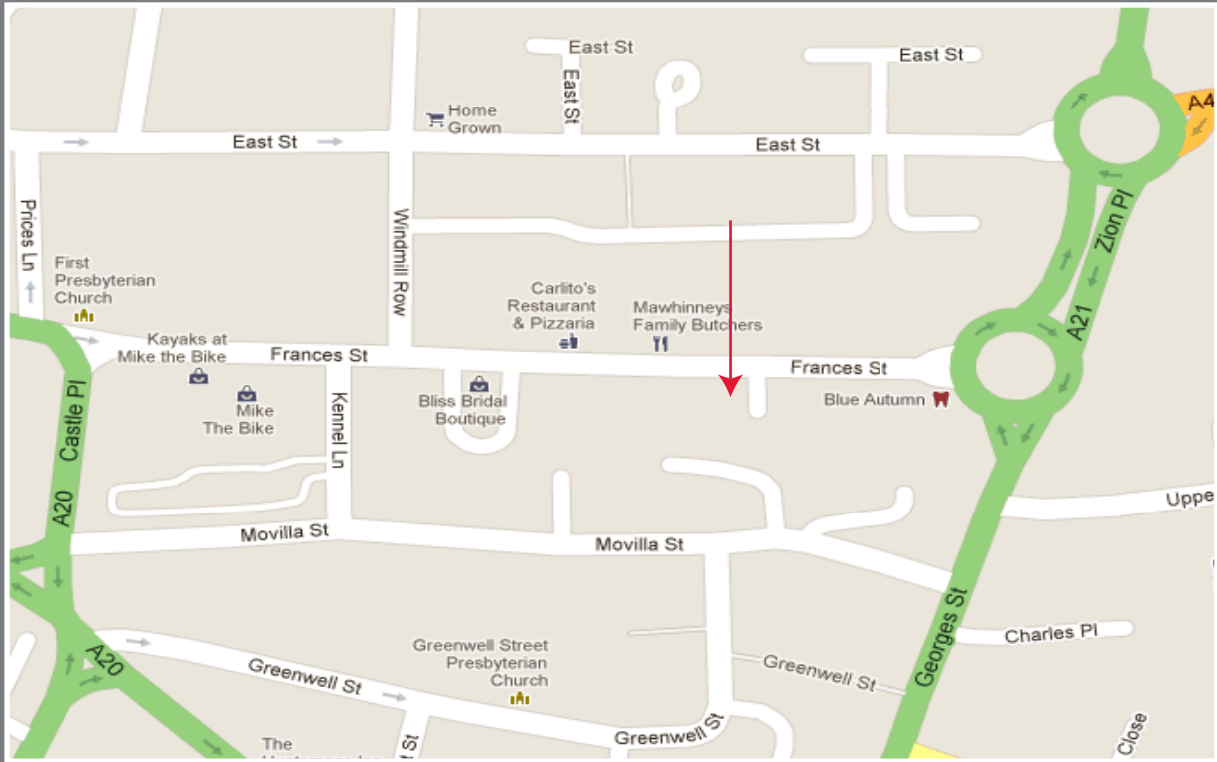 East St
East St
East St
A4
Home
Grown
East St
East St
Prices Ln
Windmill Row
Zion Pl
First
Presbyterian
Church
Carlito's
Restaurant
& Pizzaria
Mawhinneys
Family Butchers
A21
Kayaks at
Mike the Bike
Frances St
Frances St
Castle Pl
Mike
The Bike
Kennel Ln
Bliss Bridal
Boutique
Blue Autumn
A20
Uppe
Movilla St
Movilla St
Georges St
Charles Pl
A20
Greenwell St
Greenwell Street
Presbyterian
Church
Greenwell St
Greenwell St
Close
St
The